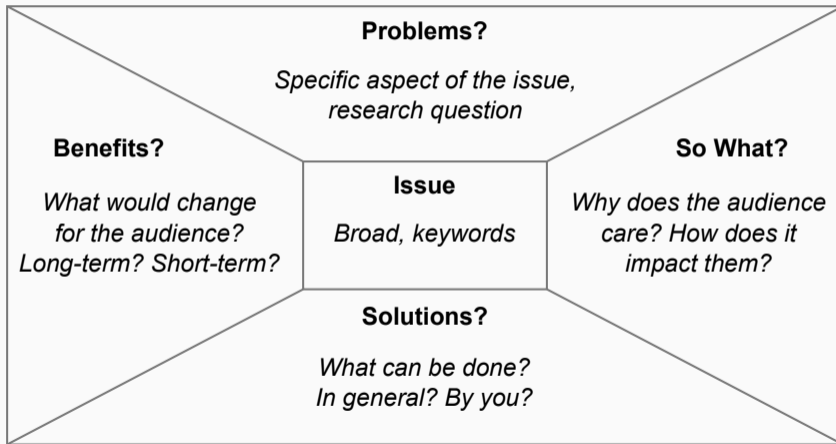 Problems?
Specific aspect of the issue,
research question
Benefits?
What would change
for the audience?
Long-term? Short-term?
Issue
Broad, keywords
So What?
Why does the audience
care? How does it
impact them?
Solutions?
What can be done?
In general? By you?